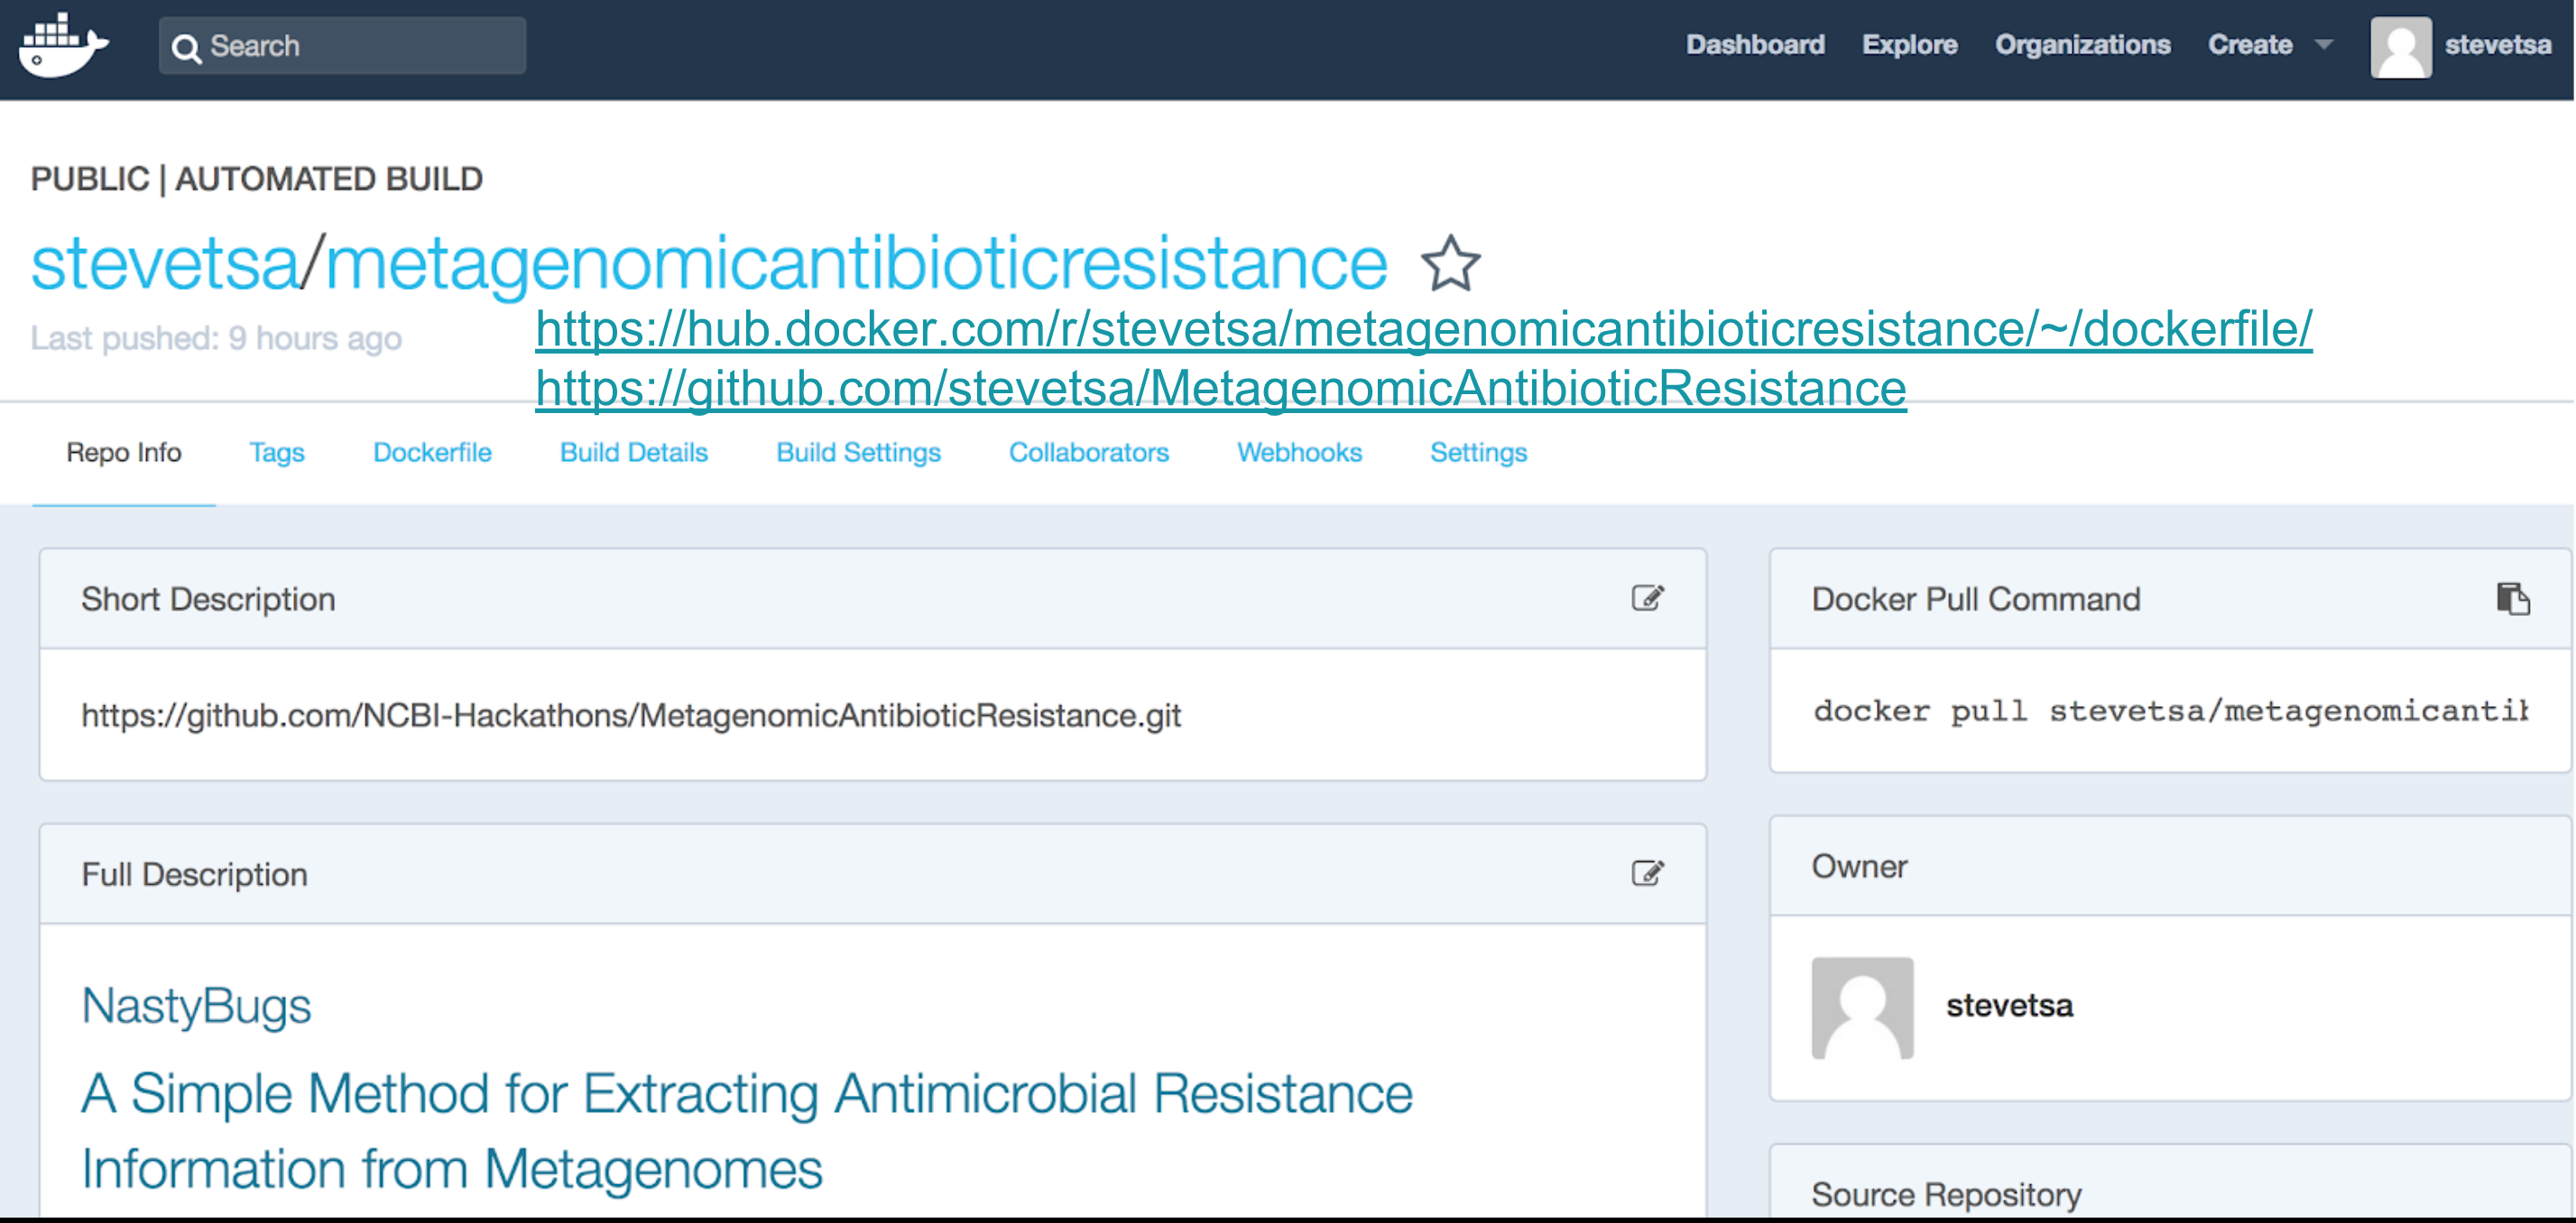 Search
Dashboard Explore Organizations Create stevetsa
PUBLIC | AUTOMATED BUILD
stevetsa/metagenomicantibioticresistance
Last pushed: 9 hours ago
https://hub.docker.com/r/stevetsa/metagenomicantibioticresistance/~/dockerfile/
https://github.com/stevetsa/MetagenomicAntibioticResistance
Repo Info Tags Dockerfile Build Details Build Settings Collaborators Webhooks Settings
Short Description
https://github.com/NCBI-Hackathons/MetagenomicAntibioticResistance.git
Full Description
NastyBugs
A Simple Method for Extracting Antimicrobial Resistance
Information from Metagenomes
Docker Pull Command
docker pull stevetsa/metagenomicantib
Owner
stevetsa
Source Repository